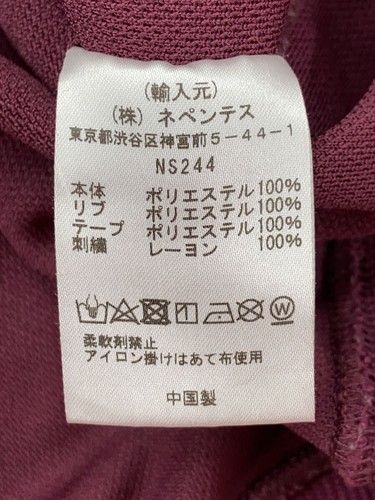 (輸入元)
(株) ネペンテス
東京都渋谷区神宮前5-44-1
NS244
本体 ポリエステル100%
リブ ポリエステル100%
テープ ポリエステル100%
刺繍 レーヨン 100%
W
柔軟剤禁止
アイロン掛けはあて布使用
中国製